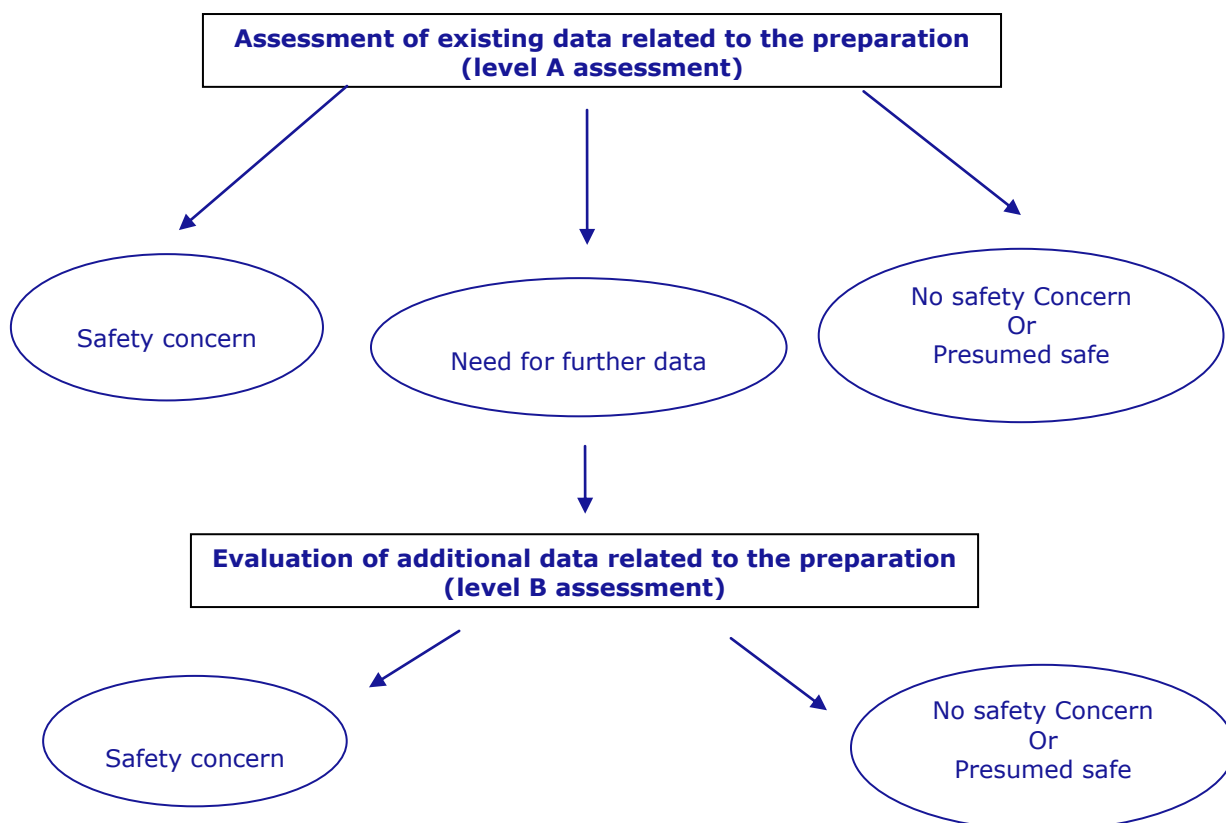 Assessment of existing data related to the preparation
(level A assessment)
Safety concern
Need for further data
No safety Concern
Or
Presumed safe
Evaluation of additional data related to the preparation
(level B assessment)
Safety concern
No safety Concern
Or
Presumed safe